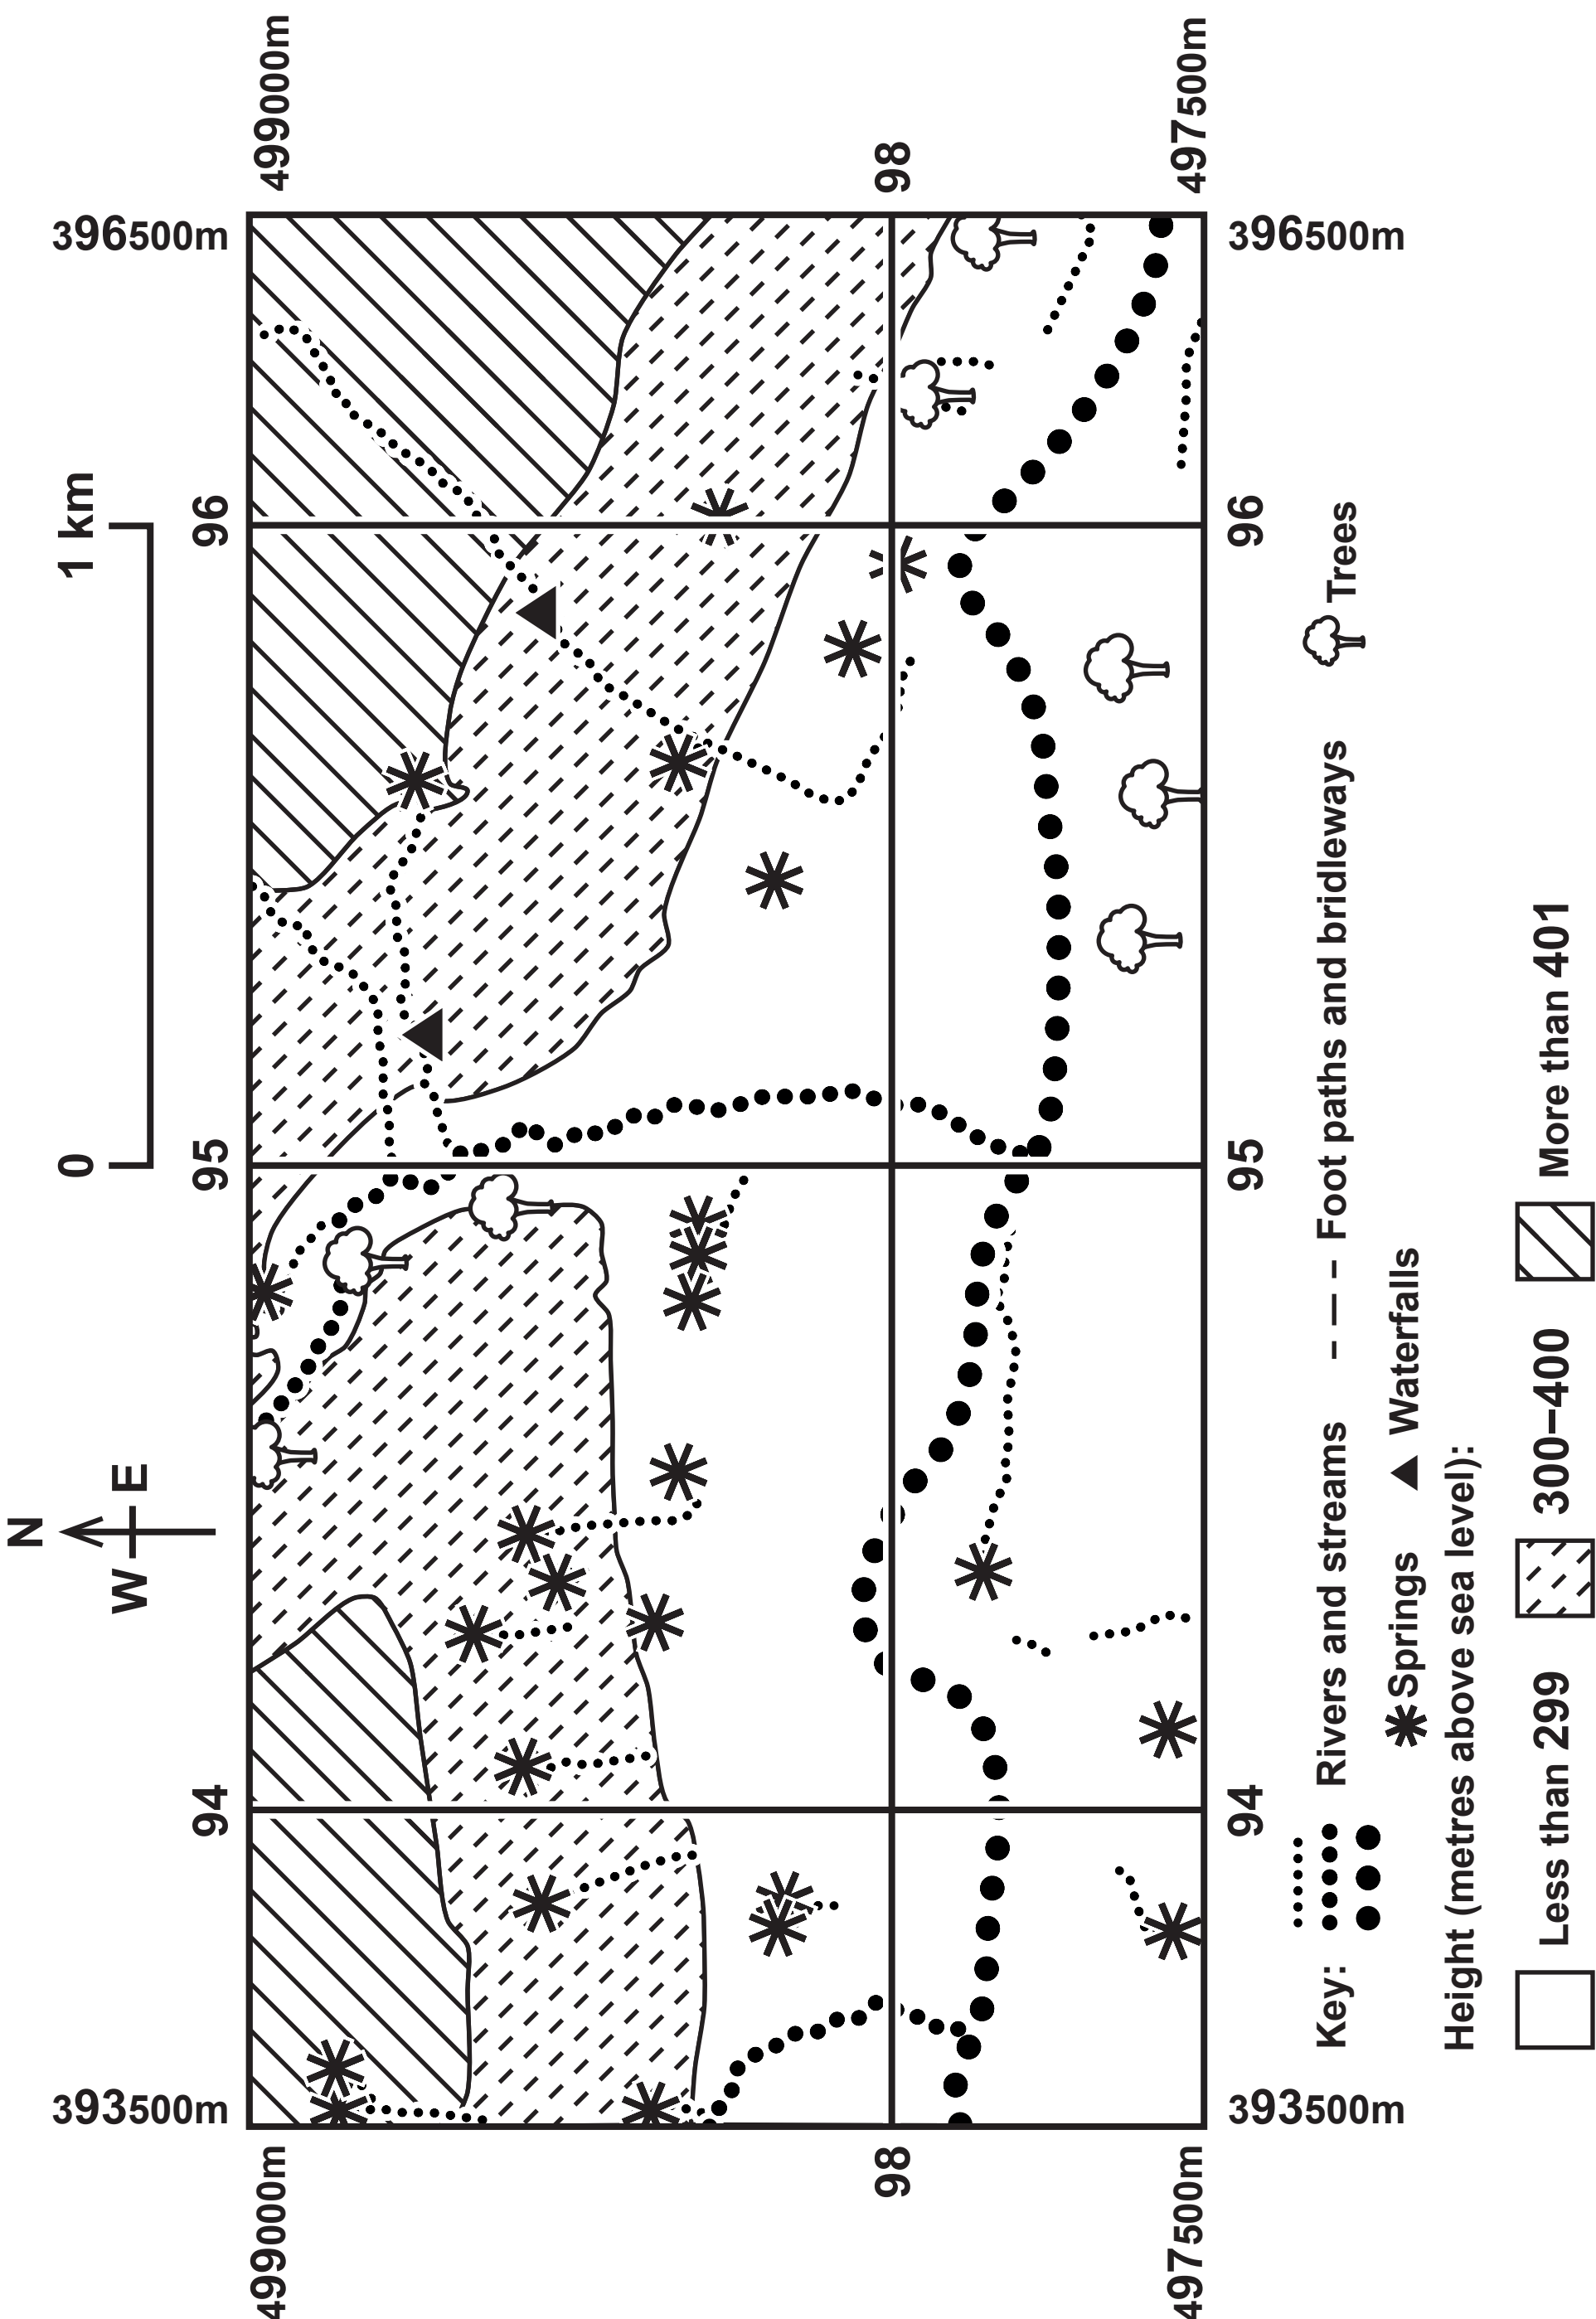 N
W E
0 1 km
393500m 94 95 96 396500m
499000m 499000m
98 98
497500m 497500m
393500m 94 95 96 396500m
Key: Rivers and streams Foot paths and bridleways
Springs Waterfalls Trees
Height (metres above sea level):
Less than 299 300–400 More than 401